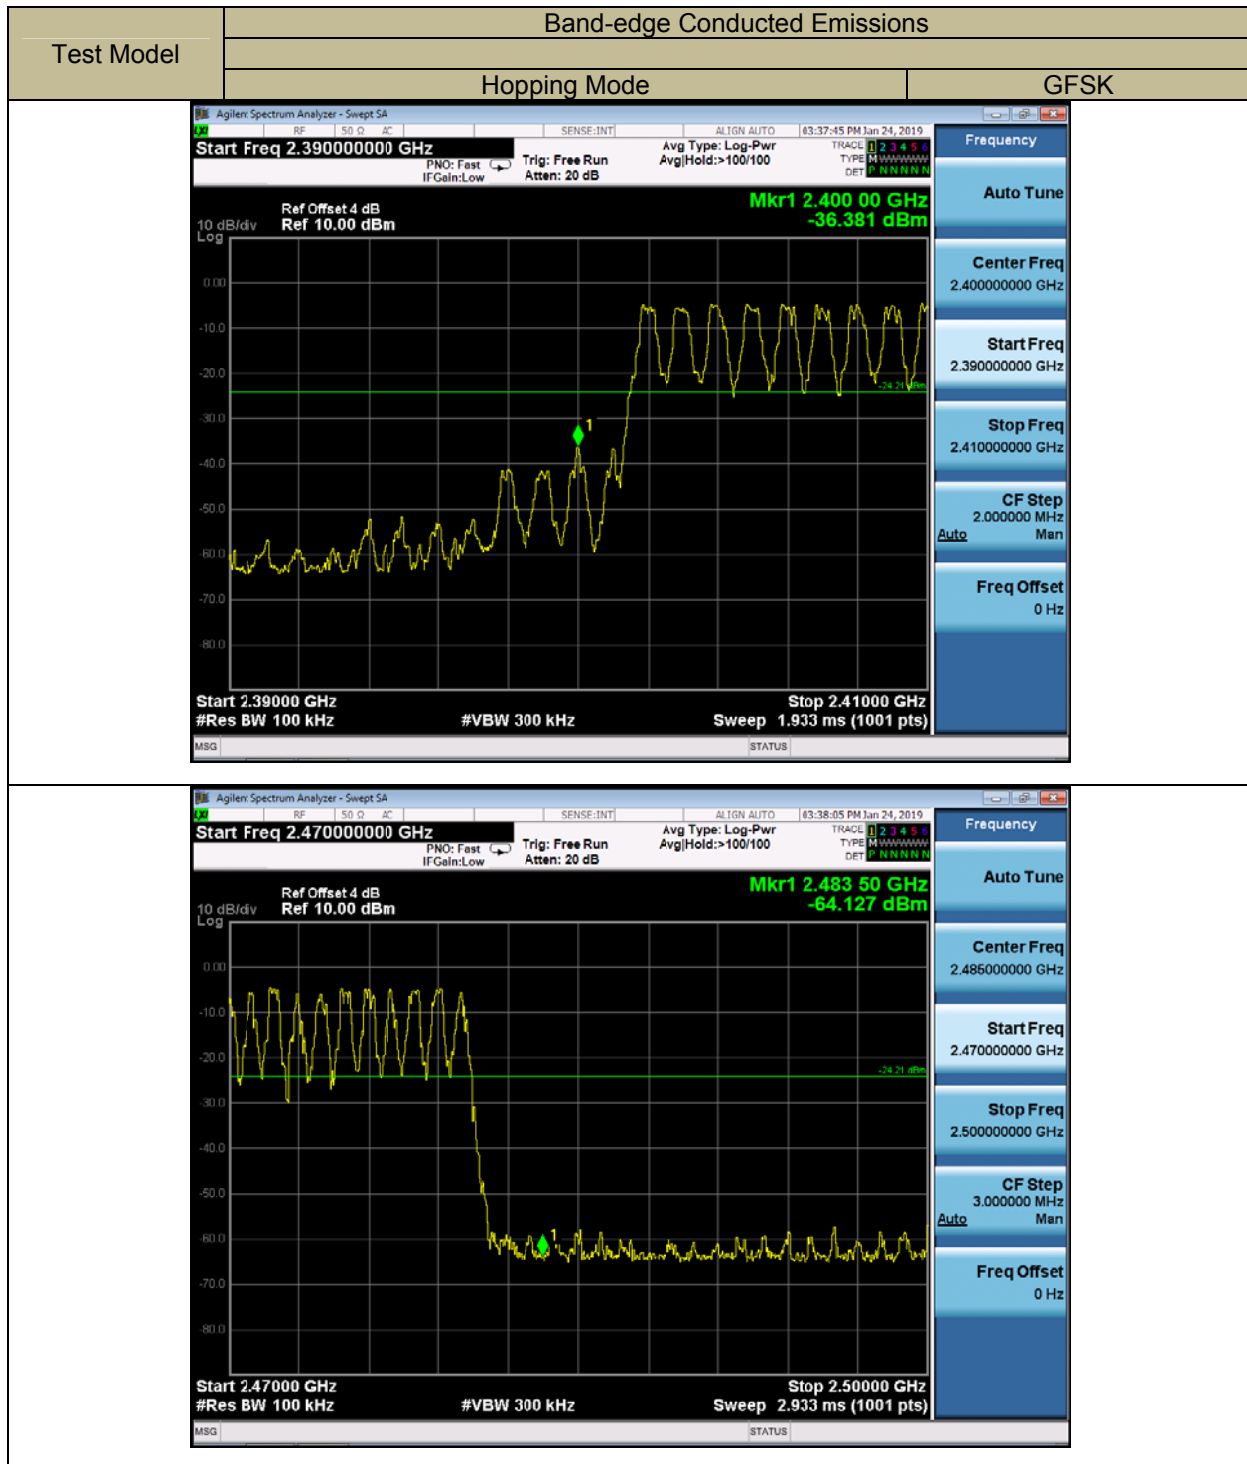 Test Model
Band-edge Conducted Emissions
Hopping Mode
GFSK
Agilent Spectrum Analyzer - Swept SA
LXI
RF
50 Ω
AC
SENSE:INT
ALIGN AUTO
03:37:45 PM Jan 24, 2019
Start Freq 2.390000000 GHz
PNO: Fast
IFGain:Low
Trig: Free Run
Atten: 20 dB
Avg Type: Log-Pwr
Avg|Hold:>100/100
TRACE 1 2 3 4 5 6
TYPE M WWWWW
DET P N N N N N
Frequency
Mkr1 2.400 00 GHz
-36.381 dBm
Ref Offset 4 dB
10 dB/div Ref 10.00 dBm
Log
0.00
-10.0
-20.0
-30.0
-40.0
-50.0
-60.0
-70.0
-80.0
-24.21 dBm
1
Start 2.39000 GHz
Stop 2.41000 GHz
#Res BW 100 kHz
#VBW 300 kHz
Sweep 1.933 ms (1001 pts)
MSG
STATUS
Auto Tune
Center Freq
2.400000000 GHz
Start Freq
2.390000000 GHz
Stop Freq
2.410000000 GHz
CF Step
2.000000 MHz
Auto Man
Freq Offset
0 Hz
Agilent Spectrum Analyzer - Swept SA
LXI
RF
50 Ω
AC
SENSE:INT
ALIGN AUTO
03:38:05 PM Jan 24, 2019
Start Freq 2.470000000 GHz
PNO: Fast
IFGain:Low
Trig: Free Run
Atten: 20 dB
Avg Type: Log-Pwr
Avg|Hold:>100/100
TRACE 1 2 3 4 5 6
TYPE M WWWWW
DET P N N N N N
Frequency
Mkr1 2.483 50 GHz
-64.127 dBm
Ref Offset 4 dB
10 dB/div Ref 10.00 dBm
Log
0.00
-10.0
-20.0
-30.0
-40.0
-50.0
-60.0
-70.0
-80.0
-24.21 dBm
1
Start 2.47000 GHz
Stop 2.50000 GHz
#Res BW 100 kHz
#VBW 300 kHz
Sweep 2.933 ms (1001 pts)
MSG
STATUS
Auto Tune
Center Freq
2.485000000 GHz
Start Freq
2.470000000 GHz
Stop Freq
2.500000000 GHz
CF Step
3.000000 MHz
Auto Man
Freq Offset
0 Hz